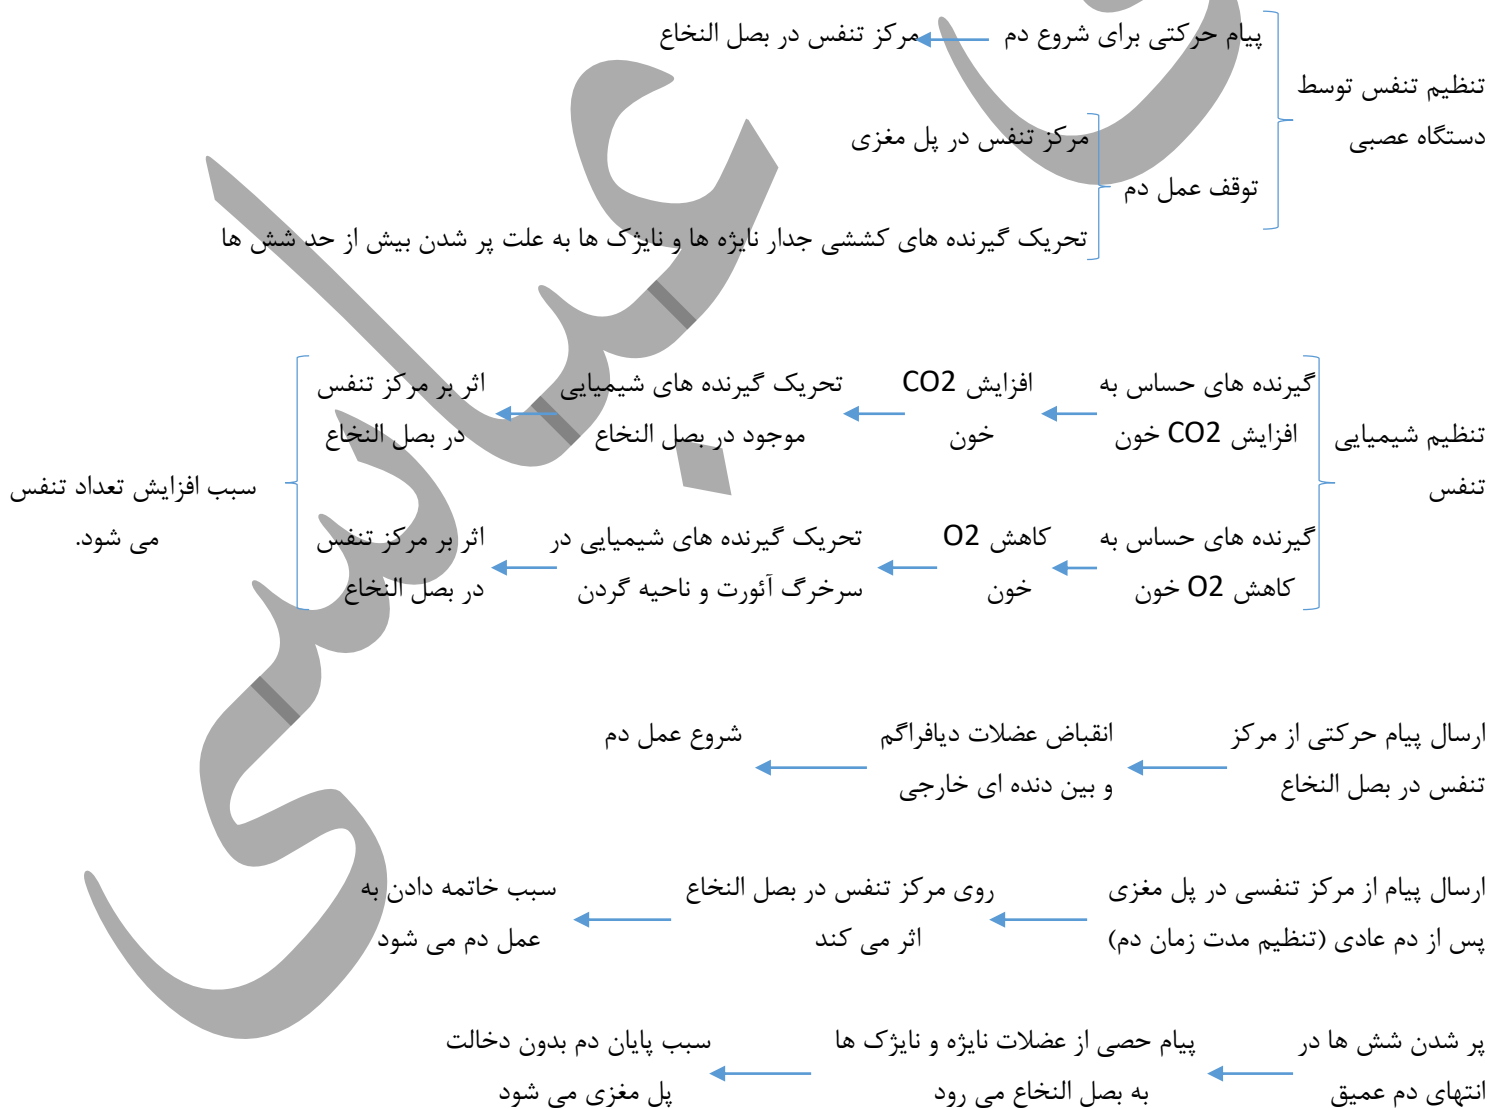 پیام حرکتی برای شروع دم مرکز تنفس در بصل النخاع
تنظیم تنفس توسط
دستگاه عصبی
مرکز تنفس در پل مغزی
توقف عمل دم
تحریک گیرنده های کششی جدار نایژه ها و نایژک ها به علت پر شدن بیش از حد شش ها
تنظیم شیمیایی
تنفس
گیرنده های حساس به
افزایش CO2 خون
افزایش CO2
خون
تحریک گیرنده های شیمیایی
موجود در بصل النخاع
اثر بر مرکز تنفس
در بصل النخاع
گیرنده های حساس به
کاهش O2 خون
کاهش O2
خون
تحریک گیرنده های شیمیایی در
سرخرگ آئورت و ناحیه گردن
اثر بر مرکز تنفس
در بصل النخاع
سبب افزایش تعداد تنفس
می شود.
ارسال پیام حرکتی از مرکز
تنفس در بصل النخاع
انقباض عضلات دیافراگم
و بین دنده ای خارجی
شروع عمل دم
ارسال پیام از مرکز تنفسی در پل مغزی
پس از دم عادی (تنظیم مدت زمان دم)
روی مرکز تنفس در بصل النخاع
اثر می کند
سبب خاتمه دادن به
عمل دم می شود
پر شدن شش ها در
انتهای دم عمیق
پیام حصی از عضلات نایژه و نایژک ها
به بصل النخاع می رود
سبب پایان دم بدون دخالت
پل مغزی می شود
عباسی